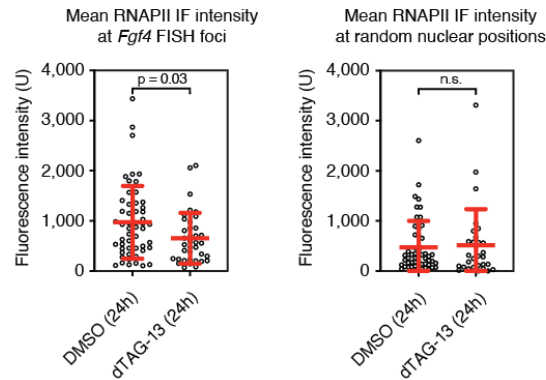 Mean RNAPII IF intensity
at Fgf4 FISH foci
Fluorescence intensity (U)
4,000
3,000
2,000
1,000
0
p = 0.03
DMSO (24h)
dTAG-13 (24h)
Mean RNAPII IF intensity
at random nuclear positions
Fluorescence intensity (U)
4,000
3,000
2,000
1,000
0
n.s.
DMSO (24h)
dTAG-13 (24h)